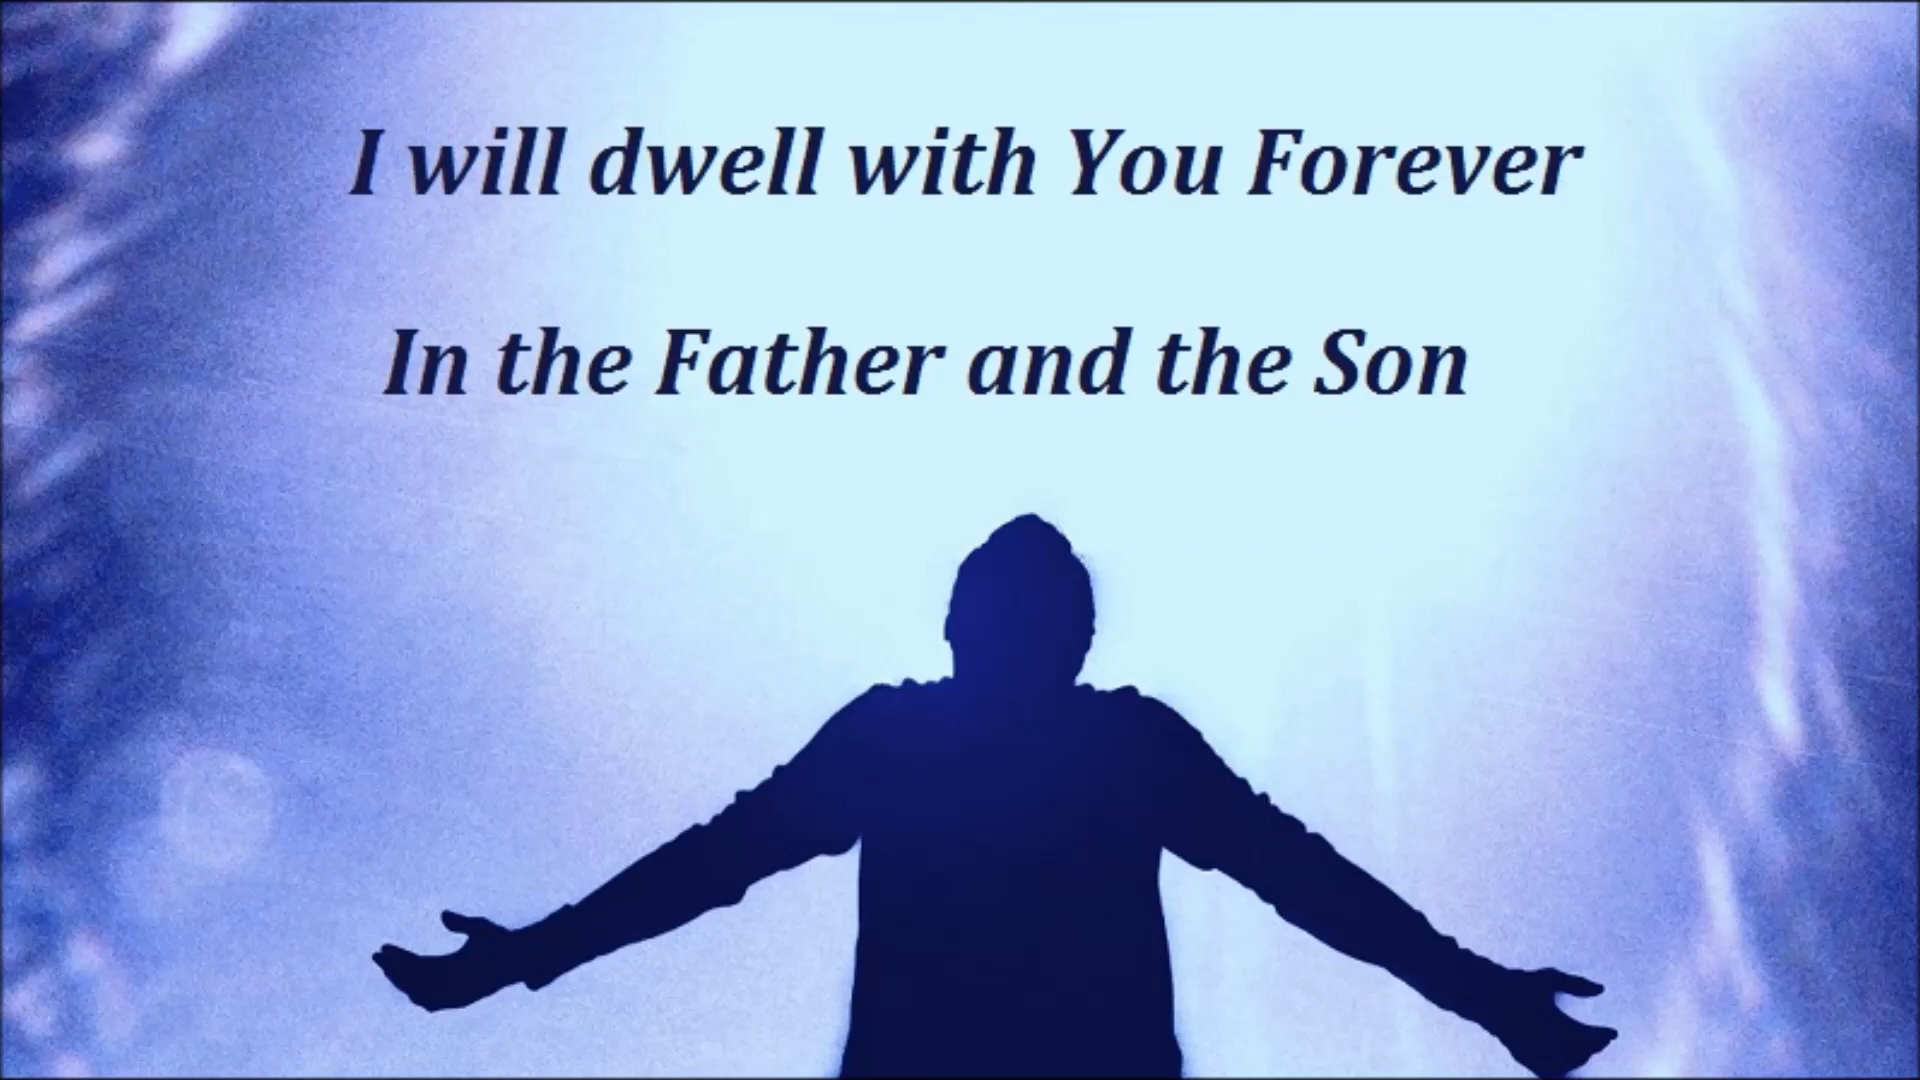 I will dwell with You Forever
In the Father and the Son